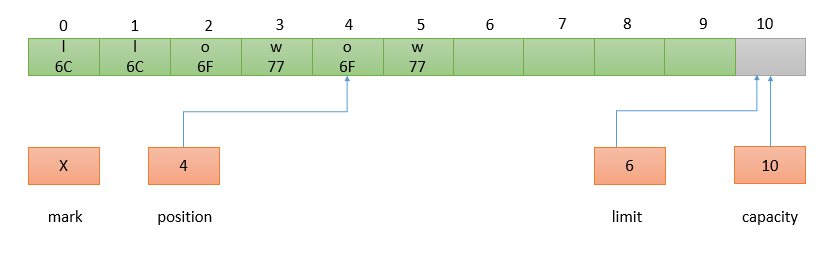 0 1 2 3 4 5 6 7 8 9 10
l l o w o w
6C 6C 6F 77 6F 77
X 4 6 10
mark position limit capacity